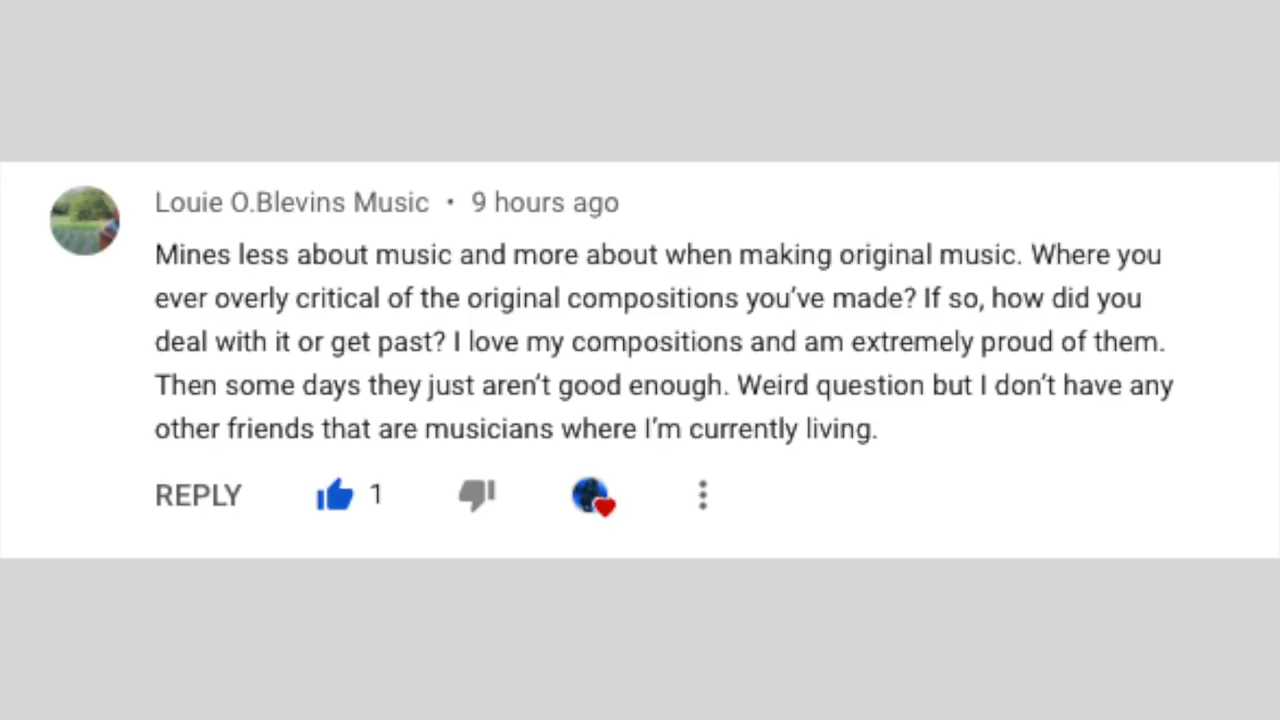 Louie O.Blevins Music • 9 hours ago
Mines less about music and more about when making original music. Where you
ever overly critical of the original compositions you've made? If so, how did you
deal with it or get past? I love my compositions and am extremely proud of them.
Then some days they just aren't good enough. Weird question but I don't have any
other friends that are musicians where I'm currently living.
REPLY 1